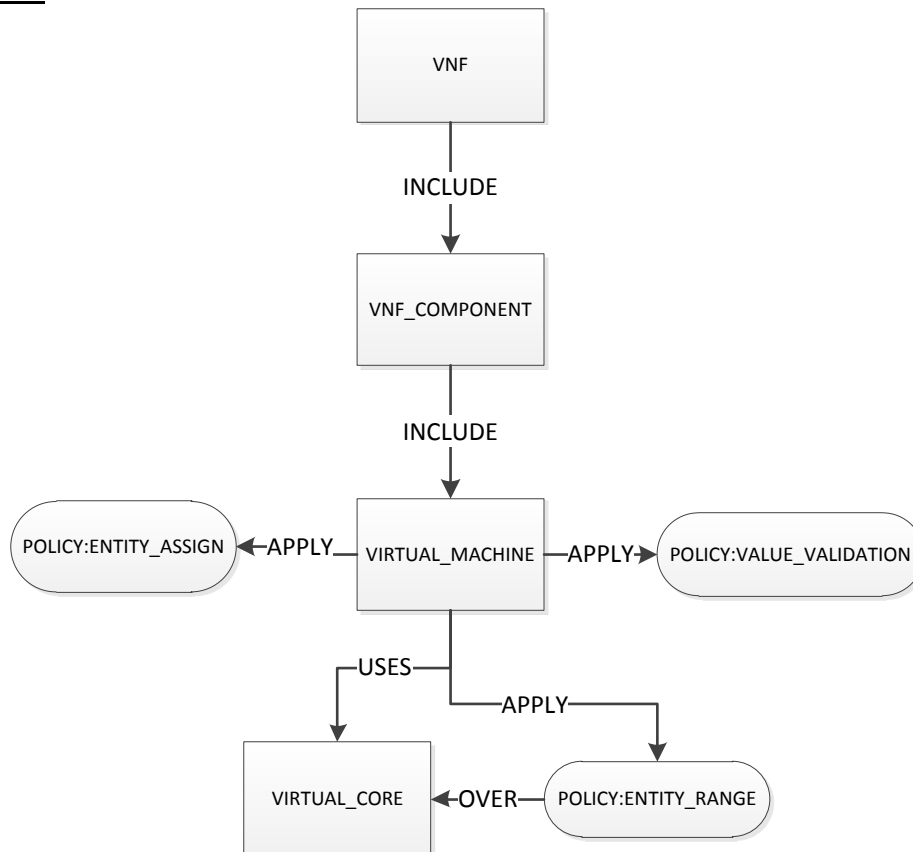 VNF
INCLUDE
VNF_COMPONENT
INCLUDE
POLICY:ENTITY_ASSIGN
APPLY
VIRTUAL_MACHINE
APPLY
POLICY:VALUE_VALIDATION
USES
APPLY
VIRTUAL_CORE
OVER
POLICY:ENTITY_RANGE